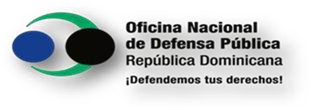 Oficina Nacional
de Defensa Pública
República Dominicana
¡Defendemos tus derechos!